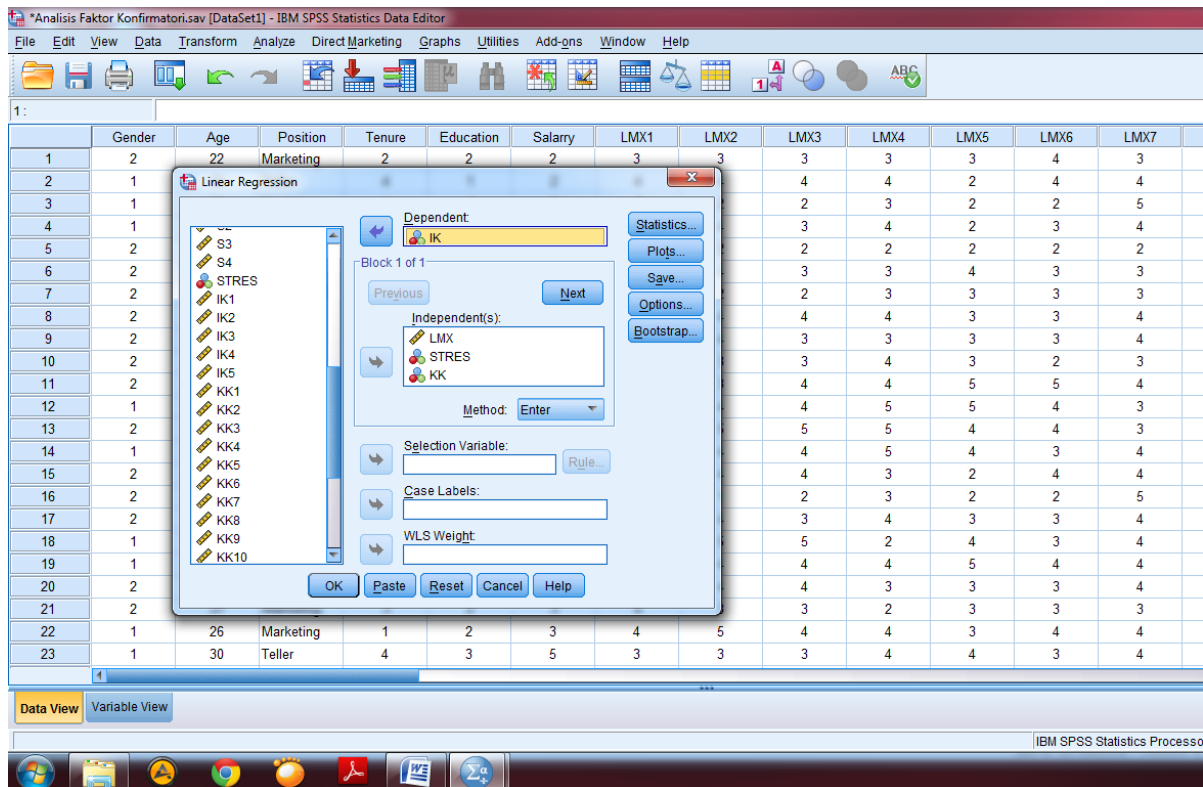 *Analisis Faktor Konfirmatori.sav [DataSet1] - IBM SPSS Statistics Data Editor
File Edit View Data Transform Analyze Direct Marketing Graphs Utilities Add-ons Window Help
1 :
Gender Age Position Tenure Education Salarry LMX1 LMX2 LMX3 LMX4 LMX5 LMX6 LMX7
1 2 22 Marketing 2 2 2 3 3 3 3 3 4 3
2 1 4 4 2 4 4
3 1 2 3 2 2 5
4 1 3 4 2 3 4
5 2 2 2 2 2 2
6 2 3 3 4 3 3
7 2 2 3 3 3 3
8 2 4 4 3 3 4
9 2 3 3 3 3 4
10 2 3 4 3 2 3
11 2 4 4 5 5 4
12 1 4 5 5 4 3
13 2 5 5 4 4 3
14 1 4 5 4 3 4
15 2 4 3 2 4 4
16 2 2 3 2 2 5
17 2 3 4 3 3 4
18 1 5 2 4 3 4
19 1 4 4 5 4 4
20 2 4 3 3 3 4
21 2 3 2 3 3 3
22 1 26 Marketing 1 2 3 4 5 4 4 3 4 4
23 1 30 Teller 4 3 5 3 3 3 4 4 3 4
Linear Regression
S3
S4
STRES
IK1
IK2
IK3
IK4
IK5
KK1
KK2
KK3
KK4
KK5
KK6
KK7
KK8
KK9
KK10
Dependent:
IK
Block 1 of 1
Previous Next
Independent(s):
LMX
STRES
KK
Method: Enter
Selection Variable:
Rule...
Case Labels:
WLS Weight:
Statistics...
Plots...
Save...
Options...
Bootstrap...
OK Paste Reset Cancel Help
Data View Variable View
IBM SPSS Statistics Processo